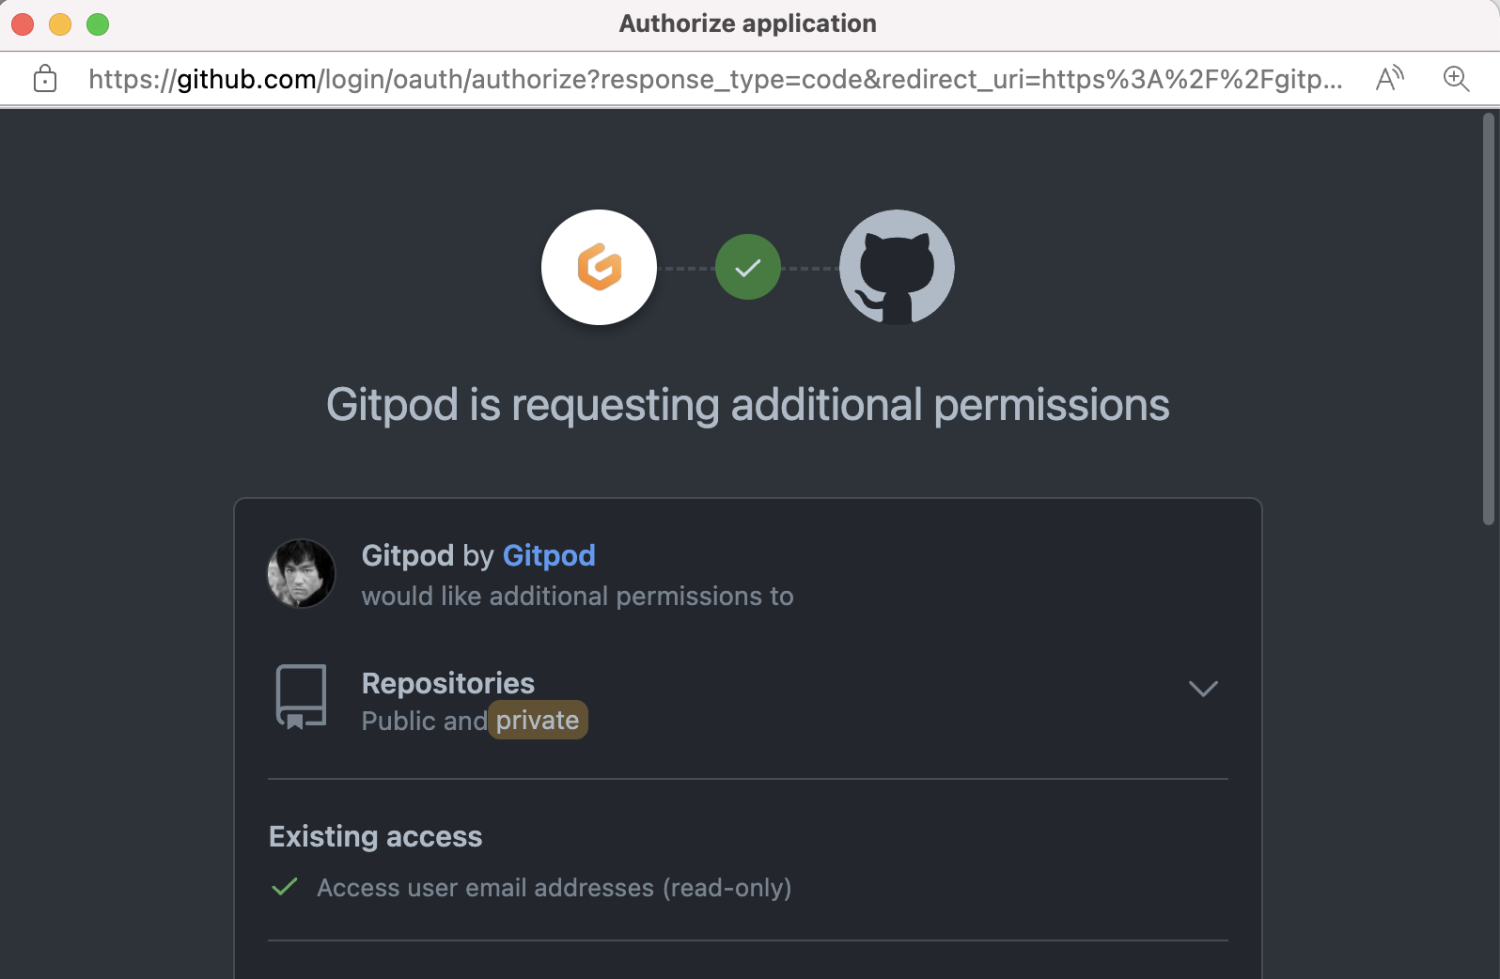 Authorize application
https://github.com/login/oauth/authorize?response_type=code&redirect_uri=https%3A%2F%2Fgitp...
Gitpod is requesting additional permissions
Gitpod by Gitpod
would like additional permissions to
Repositories
Public and private
Existing access
Access user email addresses (read-only)